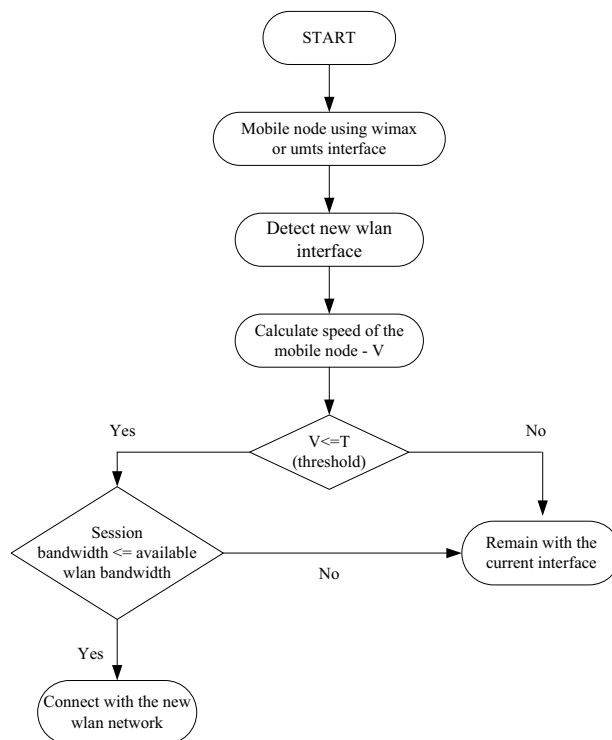 START
Mobile node using wimax
or umts interface
Detect new wlan
interface
Calculate speed of the
mobile node - V
Yes
V<=T
(threshold)
No
Session
bandwidth <= available
wlan bandwidth
No
Remain with the
current interface
Yes
Connect with the new
wlan network